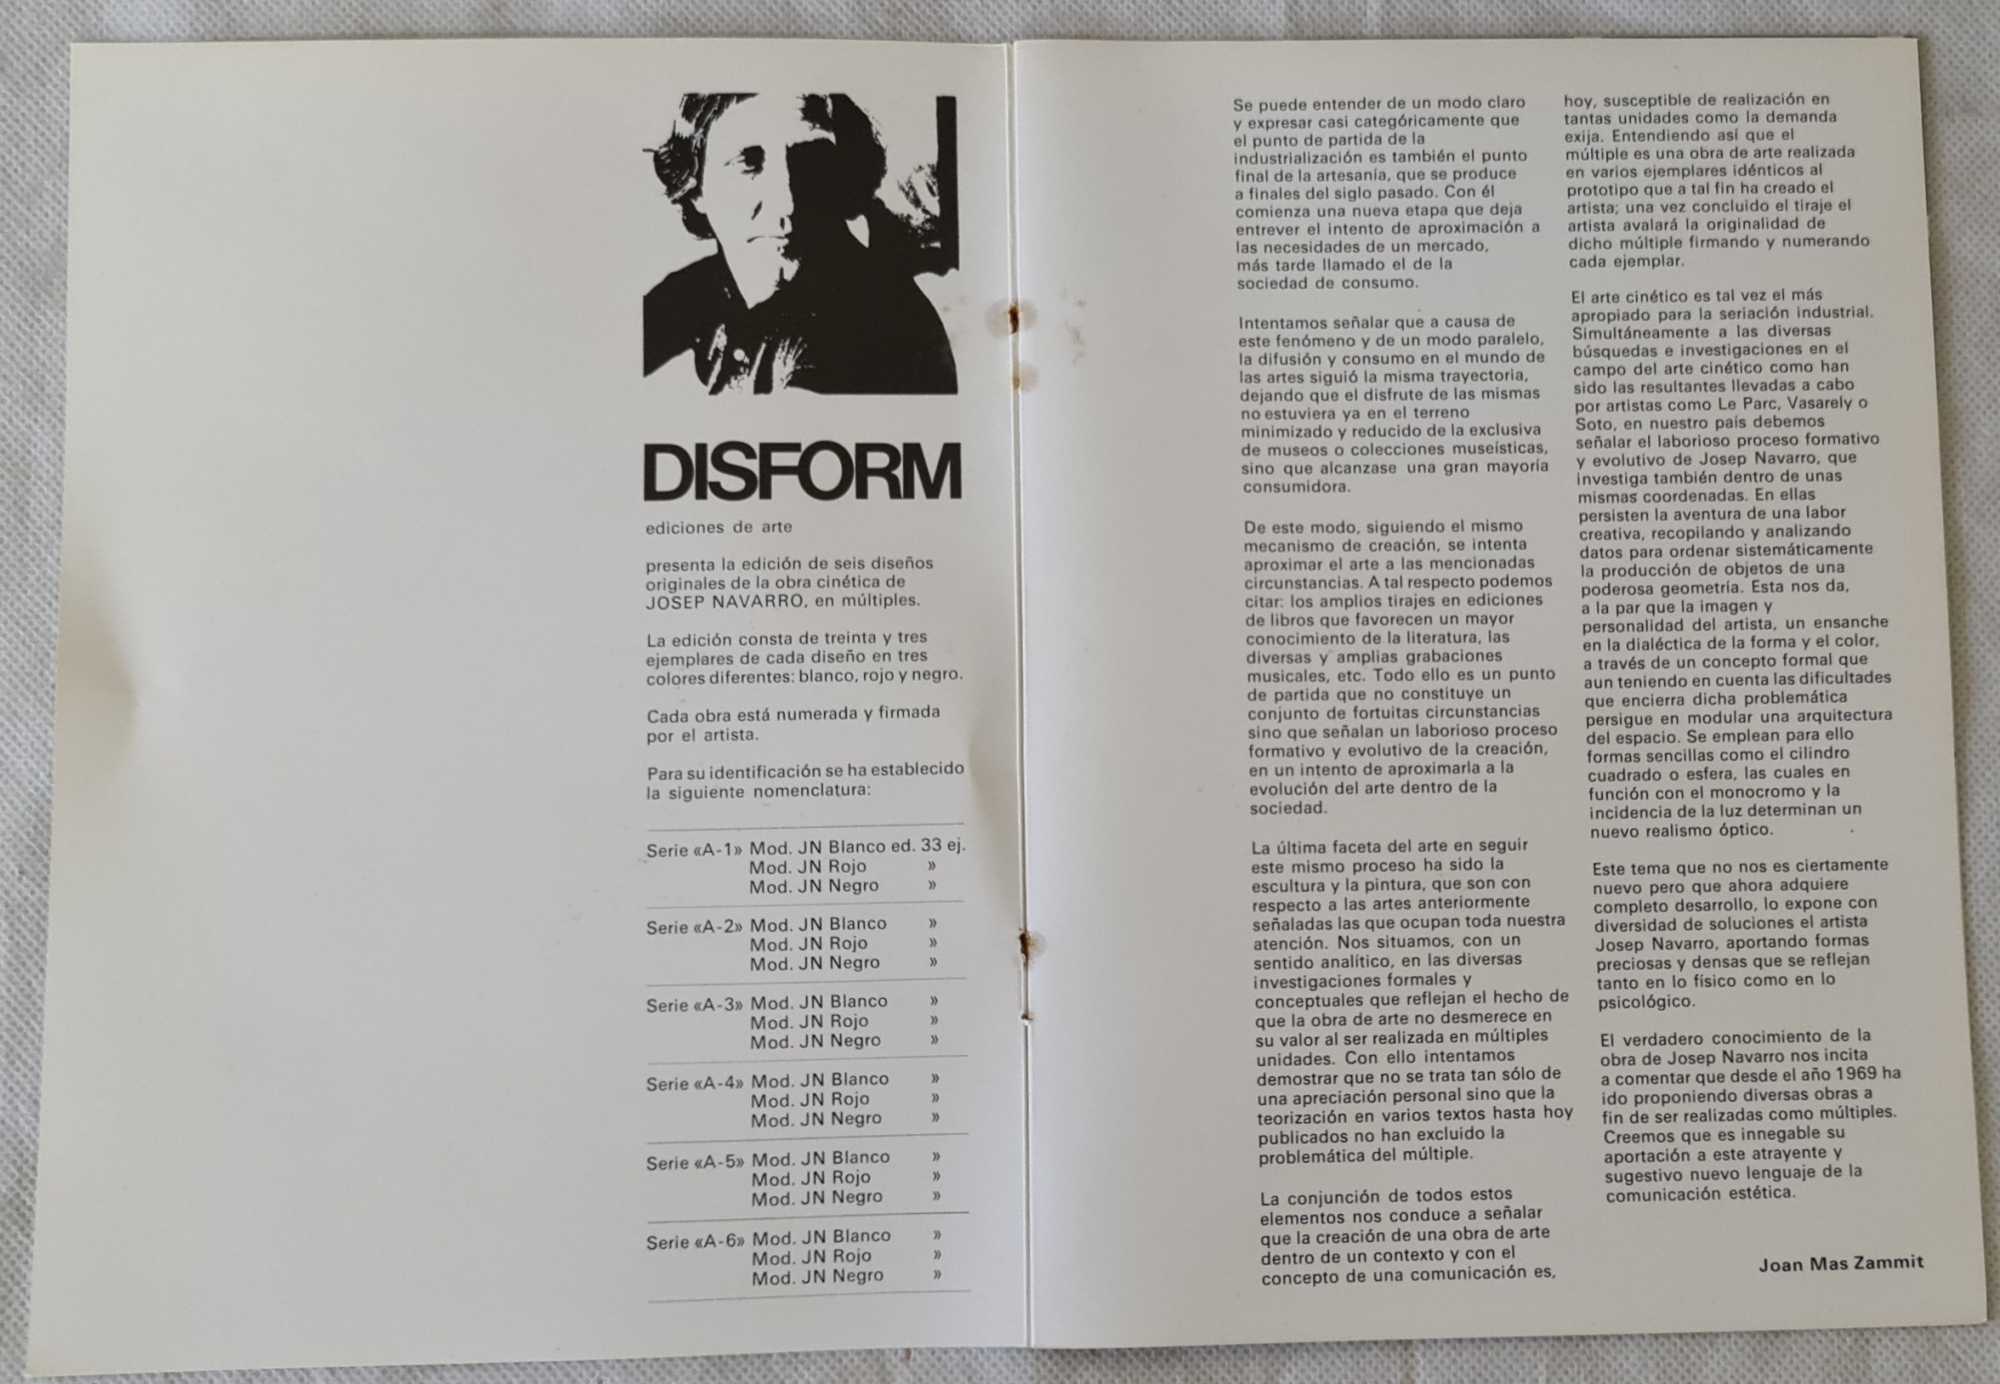 DISFORM
ediciones de arte
presenta la edición de seis diseños
originales de la obra cinética de
JOSEP NAVARRO, en múltiples.
La edición consta de treinta y tres
ejemplares de cada diseño en tres
colores diferentes: blanco, rojo y negro.
Cada obra está numerada y firmada
por el artista.
Para su identificación se ha establecido
la siguiente nomenclatura:
Serie «A-1» Mod. JN Blanco ed. 33 ej.
Mod. JN Rojo »
Mod. JN Negro »
Serie «A-2» Mod. JN Blanco »
Mod. JN Rojo »
Mod. JN Negro »
Serie «A-3» Mod. JN Blanco »
Mod. JN Rojo »
Mod. JN Negro »
Serie «A-4» Mod. JN Blanco »
Mod. JN Rojo »
Mod. JN Negro »
Serie «A-5» Mod. JN Blanco »
Mod. JN Rojo »
Mod. JN Negro »
Serie «A-6» Mod. JN Blanco »
Mod. JN Rojo »
Mod. JN Negro »
Se puede entender de un modo claro
y expresar casi categóricamente que
el punto de partida de la
industrialización es también el punto
final de la artesanía, que se produce
a finales del siglo pasado. Con él
comienza una nueva etapa que deja
entrever el intento de aproximación a
las necesidades de un mercado,
más tarde llamado el de la
sociedad de consumo.
Intentamos señalar que a causa de
este fenómeno y de un modo paralelo,
la difusión y consumo en el mundo de
las artes siguió la misma trayectoria,
dejando que el disfrute de las mismas
no estuviera ya en el terreno
minimizado y reducido de la exclusiva
de museos o colecciones museísticas,
sino que alcanzase una gran mayoría
consumidora.
De este modo, siguiendo el mismo
mecanismo de creación, se intenta
aproximar el arte a las mencionadas
circunstancias. A tal respecto podemos
citar: los amplios tirajes en ediciones
de libros que favorecen un mayor
conocimiento de la literatura, las
diversas y amplias grabaciones
musicales, etc. Todo ello es un punto
de partida que no constituye un
conjunto de fortuitas circunstancias
sino que señalan un laborioso proceso
formativo y evolutivo de la creación,
en un intento de aproximarla a la
evolución del arte dentro de la
sociedad.
La última faceta del arte en seguir
este mismo proceso ha sido la
escultura y la pintura, que son con
respecto a las artes anteriormente
señaladas las que ocupan toda nuestra
atención. Nos situamos, con un
sentido analítico, en las diversas
investigaciones formales y
conceptuales que reflejan el hecho de
que la obra de arte no desmerece en
su valor al ser realizada en múltiples
unidades. Con ello intentamos
demostrar que no se trata tan sólo de
una apreciación personal sino que la
teorización en varios textos hasta hoy
publicados no han excluido la
problemática del múltiple.
La conjunción de todos estos
elementos nos conduce a señalar
que la creación de una obra de arte
dentro de un contexto y con el
concepto de una comunicación es,
hoy, susceptible de realización en
tantas unidades como la demanda
exija. Entendiendo así que el
múltiple es una obra de arte realizada
en varios ejemplares idénticos al
prototipo que a tal fin ha creado el
artista; una vez concluido el tiraje el
artista avalará la originalidad de
dicho múltiple firmando y numerando
cada ejemplar.
El arte cinético es tal vez el más
apropiado para la seriación industrial.
Simultáneamente a las diversas
búsquedas e investigaciones en el
campo del arte cinético como han
sido las resultantes llevadas a cabo
por artistas como Le Parc, Vasarely o
Soto, en nuestro país debemos
señalar el laborioso proceso formativo
y evolutivo de Josep Navarro, que
investiga también dentro de unas
mismas coordenadas. En ellas
persisten la aventura de una labor
creativa, recopilando y analizando
datos para ordenar sistemáticamente
la producción de objetos de una
poderosa geometría. Esta nos da,
a la par que la imagen y
personalidad del artista, un ensanche
en la dialéctica de la forma y el color,
a través de un concepto formal que
aun teniendo en cuenta las dificultades
que encierra dicha problemática
persigue en modular una arquitectura
del espacio. Se emplean para ello
formas sencillas como el cilindro
cuadrado o esfera, las cuales en
función con el monocromo y la
incidencia de la luz determinan un
nuevo realismo óptico.
Este tema que no nos es ciertamente
nuevo pero que ahora adquiere
completo desarrollo, lo expone con
diversidad de soluciones el artista
Josep Navarro, aportando formas
preciosas y densas que se reflejan
tanto en lo físico como en lo
psicológico.
El verdadero conocimiento de la
obra de Josep Navarro nos incita
a comentar que desde el año 1969 ha
ido proponiendo diversas obras a
fin de ser realizadas como múltiples.
Creemos que es innegable su
aportación a este atrayente y
sugestivo nuevo lenguaje de la
comunicación estética.
Joan Mas Zammit